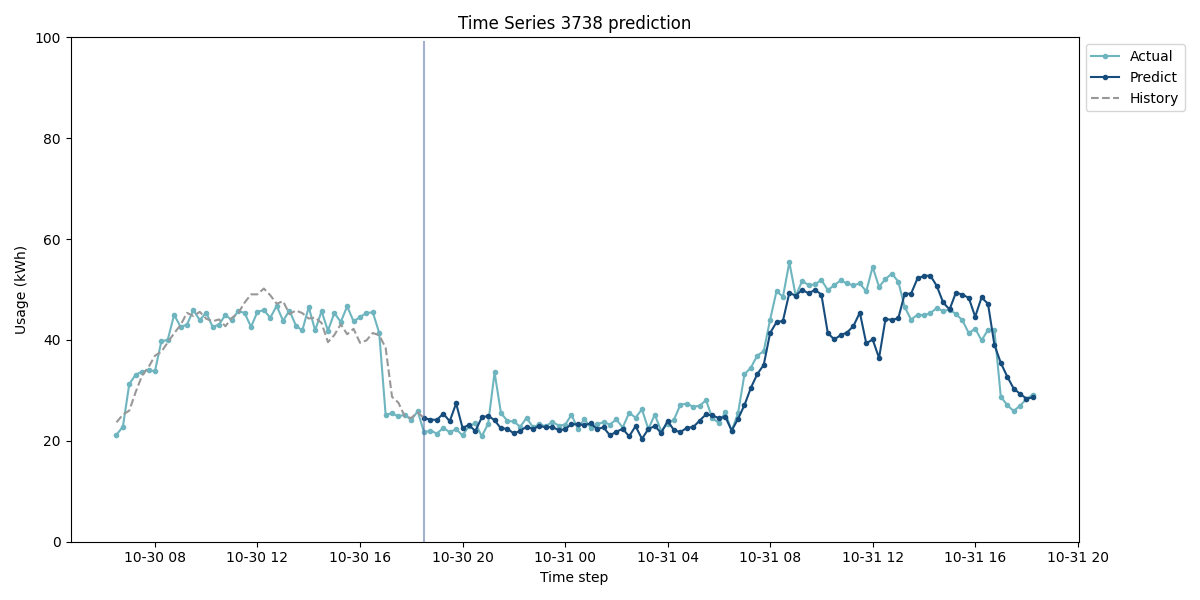 Time Series 3738 prediction
100
80
60
40
20
0
Usage (kWh)
10-30 08
10-30 12
10-30 16
10-30 20
10-31 00
10-31 04
10-31 08
10-31 12
10-31 16
10-31 20
Time step
Actual
Predict
History